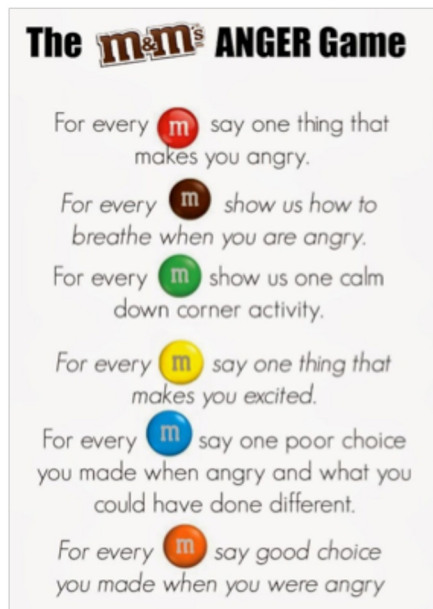 The m&m's ANGER Game
For every m say one thing that
makes you angry.
For every m show us how to
breathe when you are angry.
For every m show us one calm
down corner activity.
For every m say one thing that
makes you excited.
For every m say one poor choice
you made when angry and what you
could have done different.
For every m say good choice
you made when you were angry